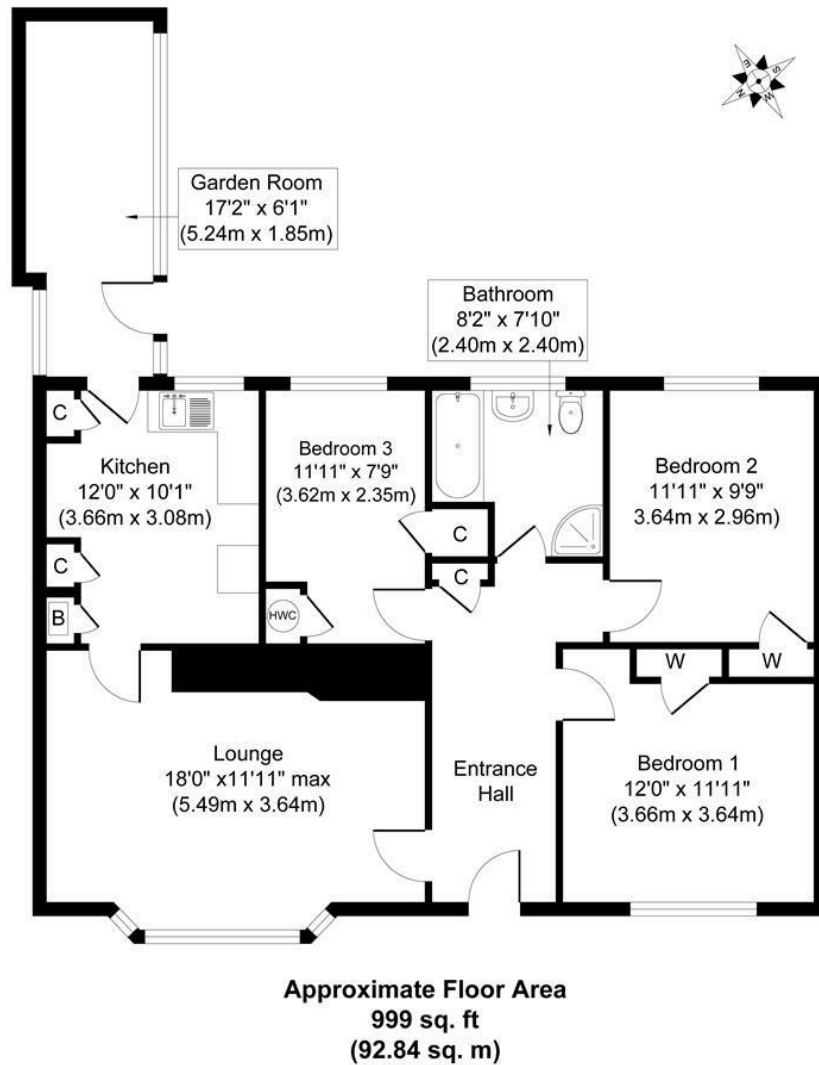 E
S
N
W
Garden Room
17'2" x 6'1"
(5.24m x 1.85m)
Bathroom
8'2" x 7'10"
(2.40m x 2.40m)
C
Kitchen
12'0" x 10'1"
(3.66m x 3.08m)
C
B
Bedroom 3
11'11" x 7'9"
(3.62m x 2.35m)
HWC
C
C
Bedroom 2
11'11" x 9'9"
3.64m x 2.96m)
W
W
Lounge
18'0" x11'11" max
(5.49m x 3.64m)
Entrance
Hall
Bedroom 1
12'0" x 11'11"
(3.66m x 3.64m)
Approximate Floor Area
999 sq. ft
(92.84 sq. m)